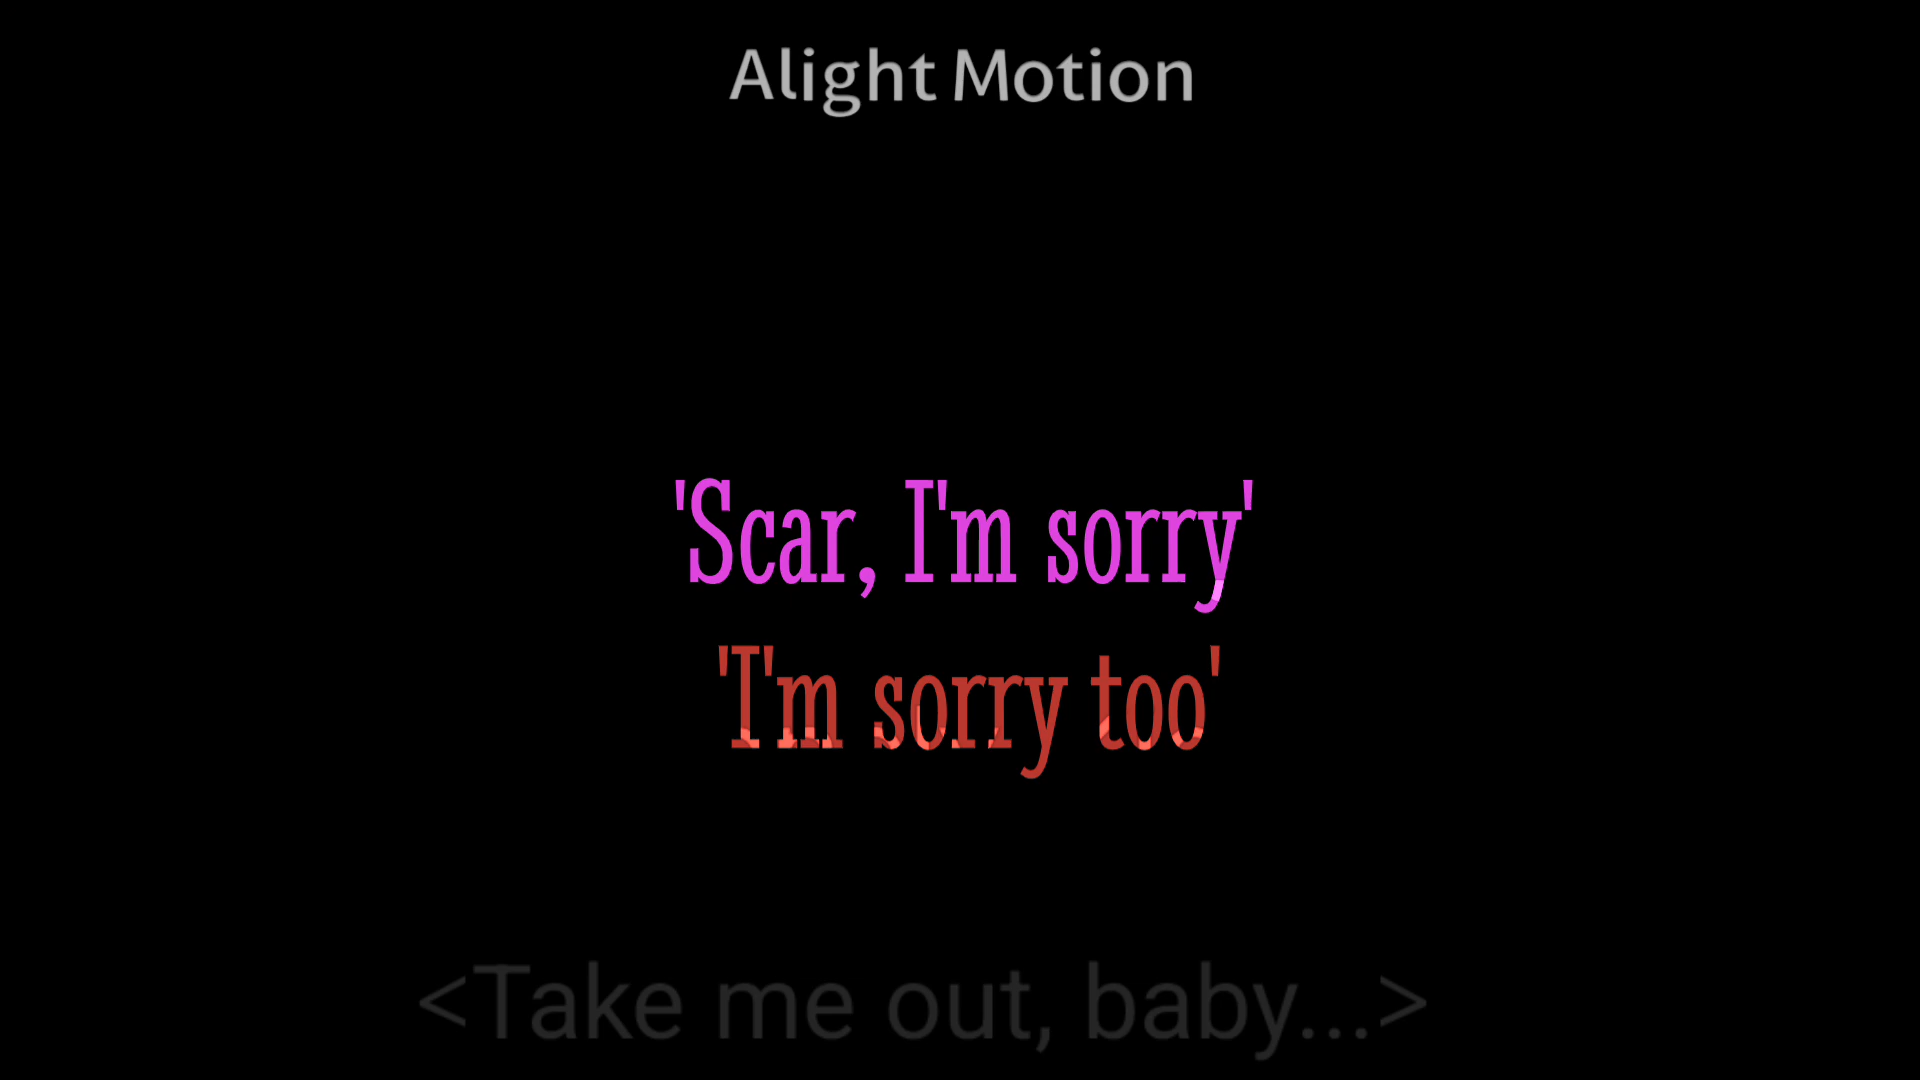 Alight Motion
'Scar, I'm sorry'
'I'm sorry too'
<Take me out, baby...>